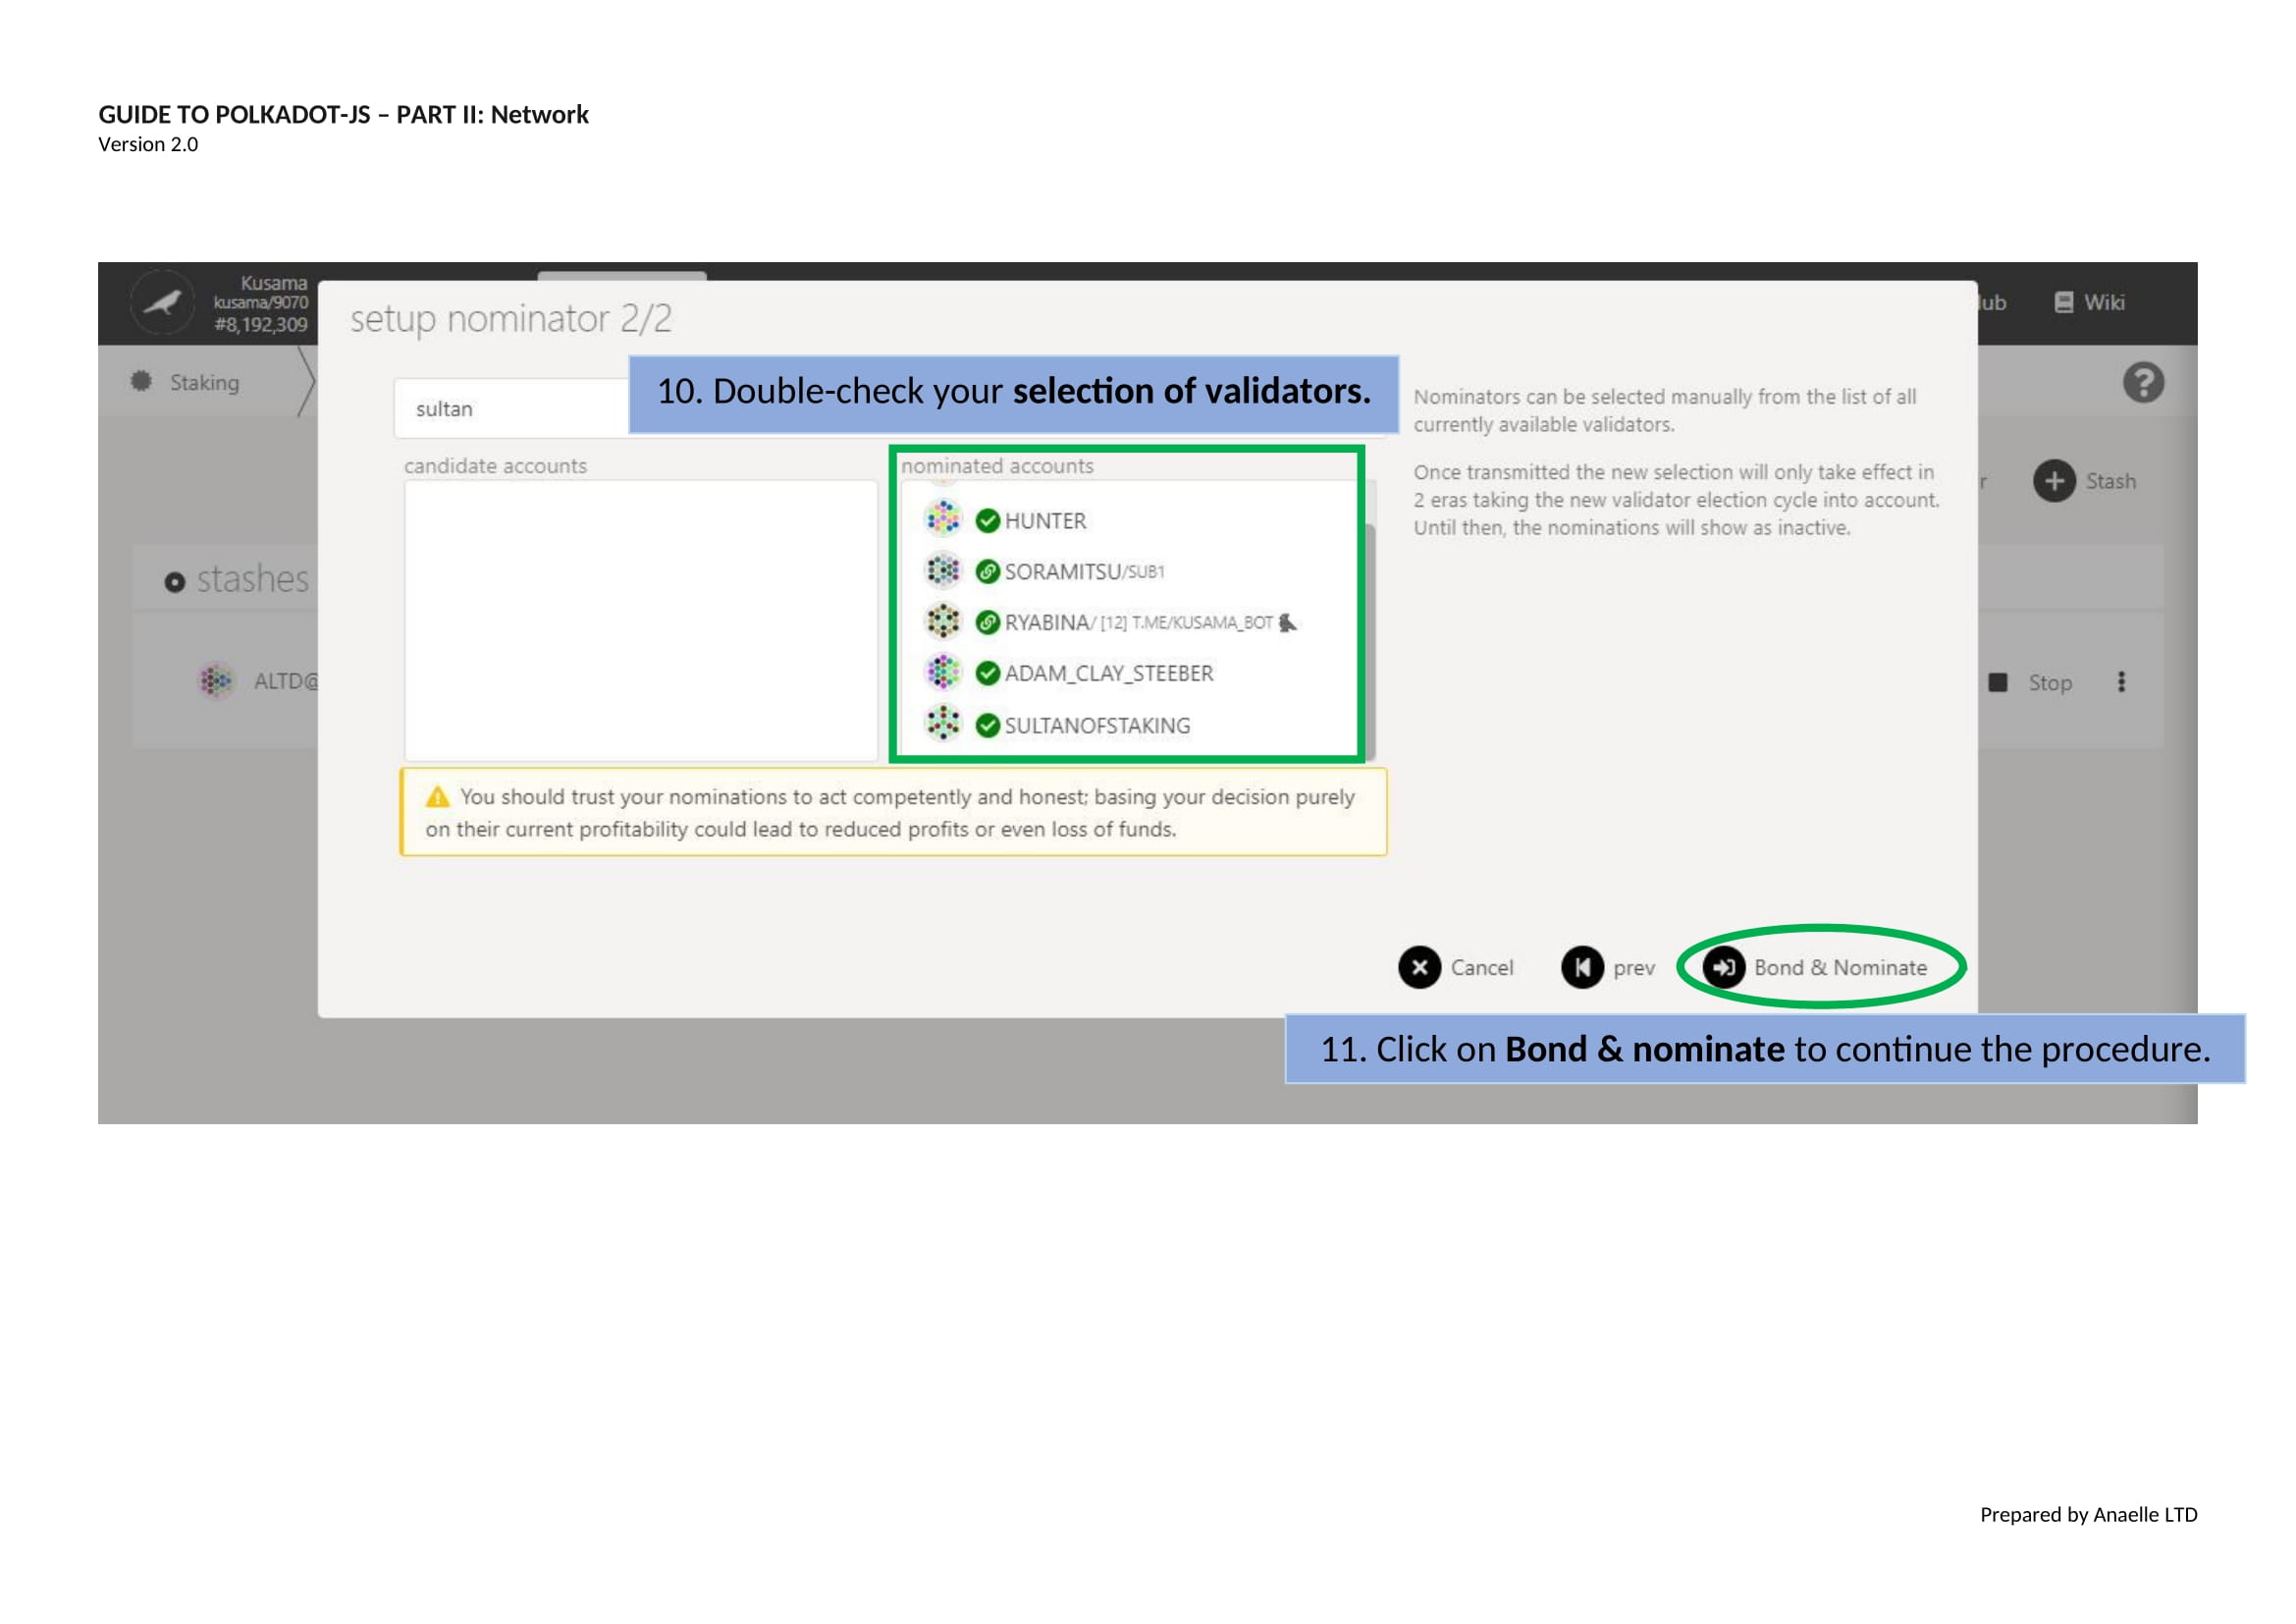 GUIDE TO POLKADOT-JS – PART II: Network
Version 2.0
Kusama
kusama/9070
#8,192,309
Wiki
setup nominator 2/2
Staking
sultan
10. Double-check your selection of validators.
Nominators can be selected manually from the list of all
currently available validators.
candidate accounts
nominated accounts
Once transmitted the new selection will only take effect in
2 eras taking the new validator election cycle into account.
Until then, the nominations will show as inactive.
Stash
HUNTER
SORAMITSU/SUB1
RYABINA/ [12] T.ME/KUSAMA_BOT
ADAM_CLAY_STEEBER
SULTANOFSTAKING
stashes
ALTD@
Stop
You should trust your nominations to act competently and honest; basing your decision purely
on their current profitability could lead to reduced profits or even loss of funds.
Cancel
prev
Bond & Nominate
11. Click on Bond & nominate to continue the procedure.
Prepared by Anaelle LTD